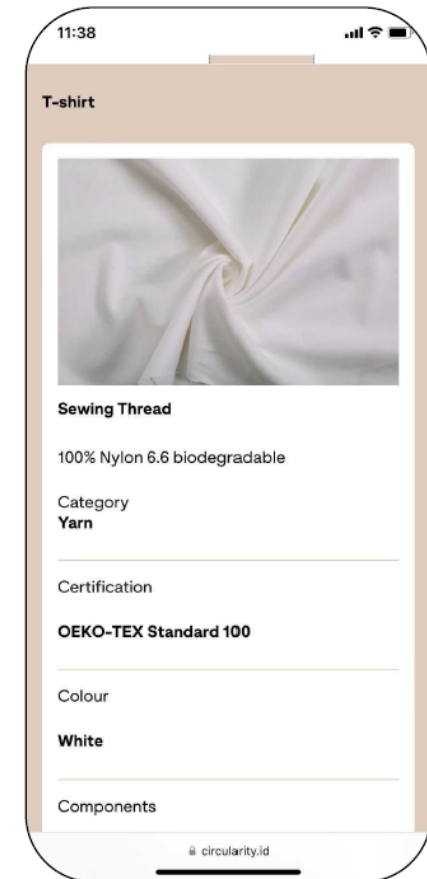 11:38
T-shirt
Sewing Thread
100% Nylon 6.6 biodegradable
Category
Yarn
Certification
OEKO-TEX Standard 100
Colour
White
Components
circularity.id